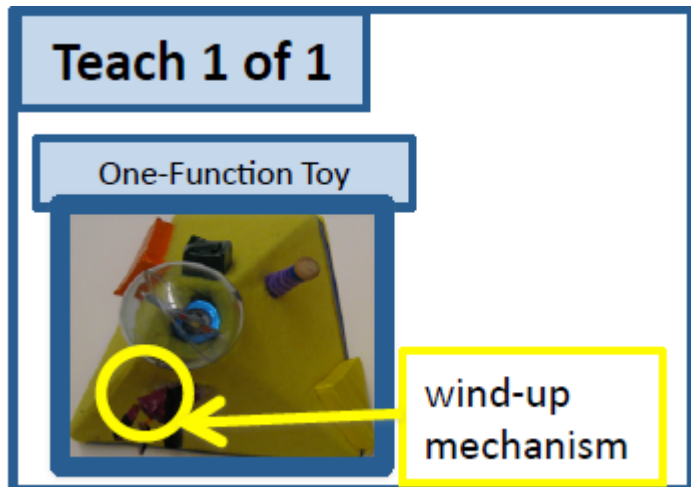 Teach 1 of 1
One-Function Toy
wind-up
mechanism